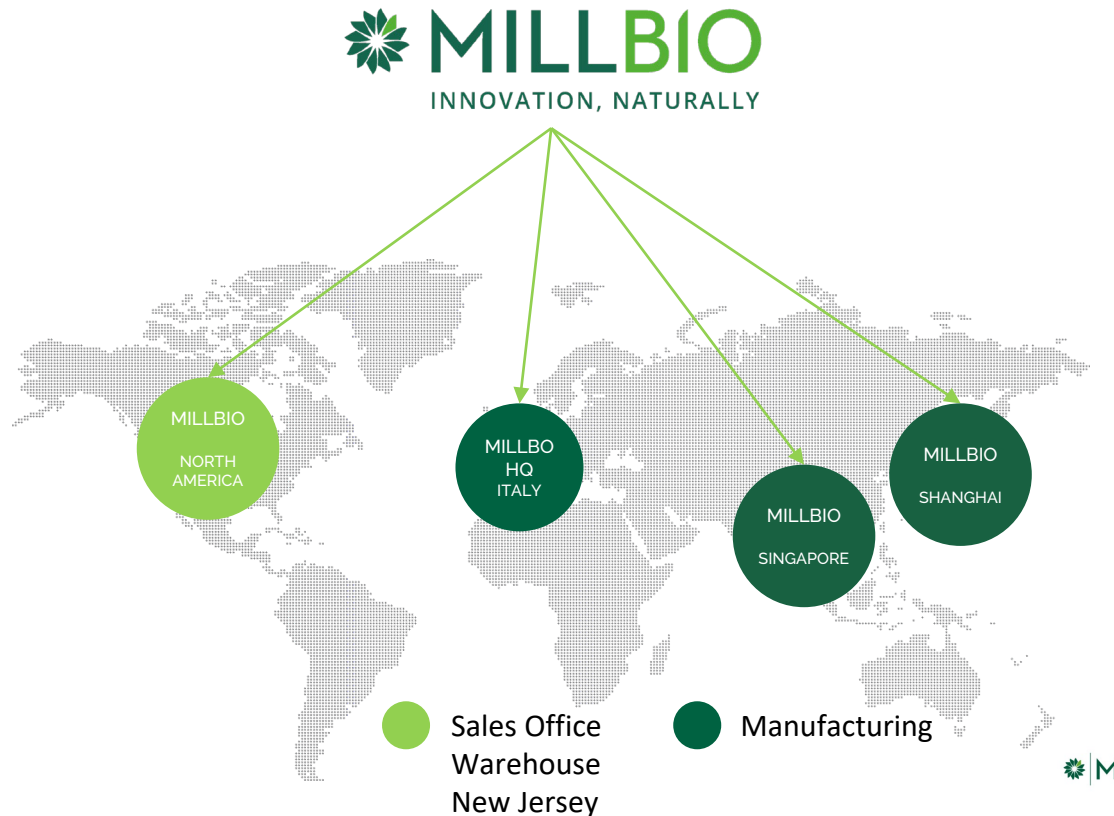 MILLBIO
INNOVATION, NATURALLY
MILLBIO
NORTH
AMERICA
MILLBO
HQ
ITALY
MILLBIO
SINGAPORE
MILLBIO
SHANGHAI
Sales Office
Warehouse
New Jersey
Manufacturing
M